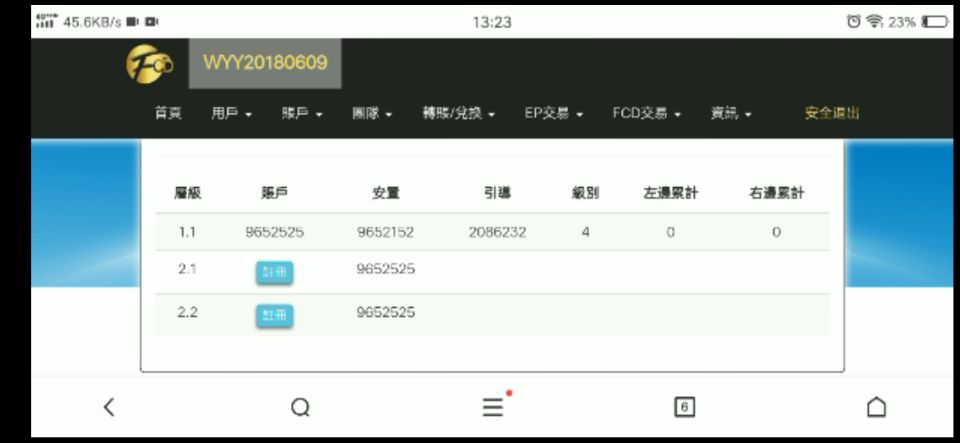 45.6KB/s 13:23 23%
WYY20180609
首頁 用戶 賬戶 團隊 轉賬/兌換 EP交易 FCD交易 資訊 安全退出
層級 賬戶 安置 引導 級別 左邊累計 右邊累計
1.1 9652525 9652152 2086232 4 0 0
2.1 註冊 9652525
2.2 註冊 9652525
6